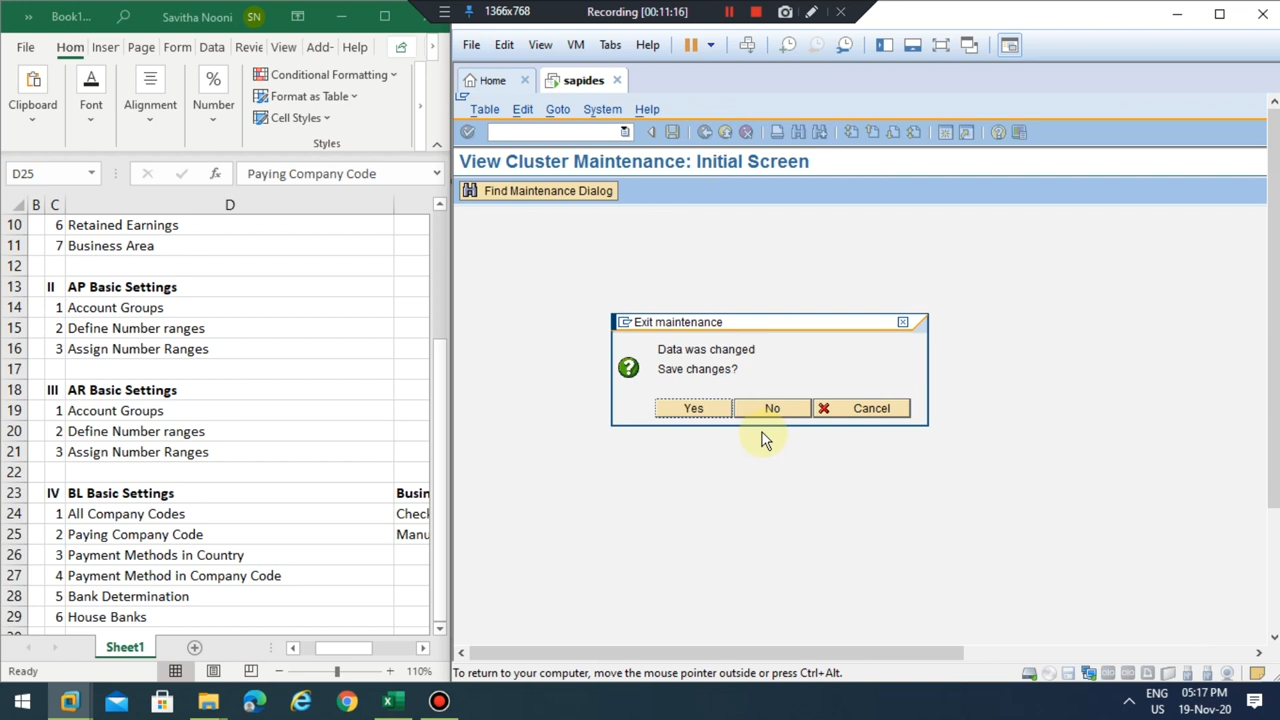 Book1...
Savitha Nooni
SN
File Hom Inser Page Form Data Revie View Add- Help
Clipboard
Font
Alignment
Number
Conditional Formatting
Format as Table
Cell Styles
Styles
D25
Paying Company Code
B C D
10 6 Retained Earnings
11 7 Business Area
12
13 II AP Basic Settings
14 1 Account Groups
15 2 Define Number ranges
16 3 Assign Number Ranges
17
18 III AR Basic Settings
19 1 Account Groups
20 2 Define Number ranges
21 3 Assign Number Ranges
22
23 IV BL Basic Settings Busin
24 1 All Company Codes Check
25 2 Paying Company Code Manu
26 3 Payment Methods in Country
27 4 Payment Method in Company Code
28 5 Bank Determination
29 6 House Banks
Sheet1
Ready
110%
1366x768
Recording [00:11:16]
File Edit View VM Tabs Help
Home
sapides
Table Edit Goto System Help
View Cluster Maintenance: Initial Screen
Find Maintenance Dialog
Exit maintenance
Data was changed
Save changes?
Yes No Cancel
To return to your computer, move the mouse pointer outside or press Ctrl+Alt.
ENG
US
05:17 PM
19-Nov-20